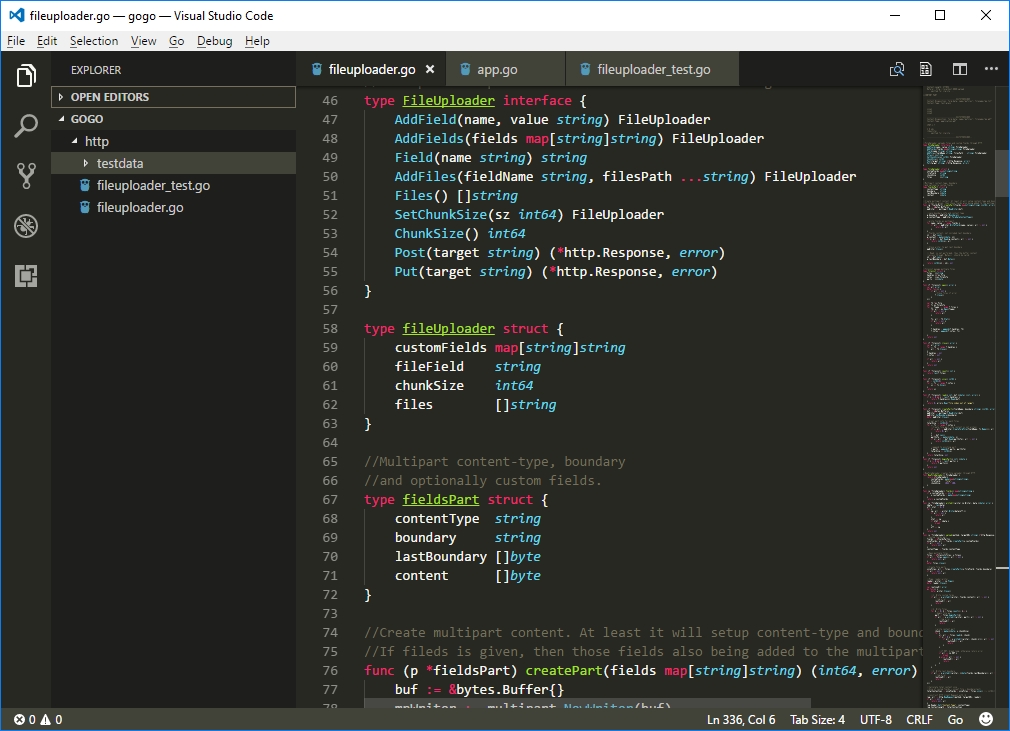 fileuploader.go — gogo — Visual Studio Code
File Edit Selection View Go Debug Help
EXPLORER
OPEN EDITORS
GOGO
http
testdata
fileuploader_test.go
fileuploader.go
fileuploader.go × app.go fileuploader_test.go
46 type FileUploader interface {
47 AddField(name, value string) FileUploader
48 AddFields(fields map[string]string) FileUploader
49 Field(name string) string
50 AddFiles(fieldName string, filesPath ...string) FileUploader
51 Files() []string
52 SetChunkSize(sz int64) FileUploader
53 ChunkSize() int64
54 Post(target string) (*http.Response, error)
55 Put(target string) (*http.Response, error)
56 }
57
58 type fileUploader struct {
59 customFields map[string]string
60 fileField string
61 chunkSize int64
62 files []string
63 }
64
65 //Multipart content-type, boundary
66 //and optionally custom fields.
67 type fieldsPart struct {
68 contentType string
69 boundary string
70 lastBoundary []byte
71 content []byte
72 }
73
74 //Create multipart content. At least it will setup content-type and bound
75 //If fileds is given, then those fields also being added to the multipart
76 func (p *fieldsPart) createPart(fields map[string]string) (int64, error)
77 buf := &bytes.Buffer{}
78 mpWriter := multipart.NewWriter(buf)
0 0 Ln 336, Col 6 Tab Size: 4 UTF-8 CRLF Go